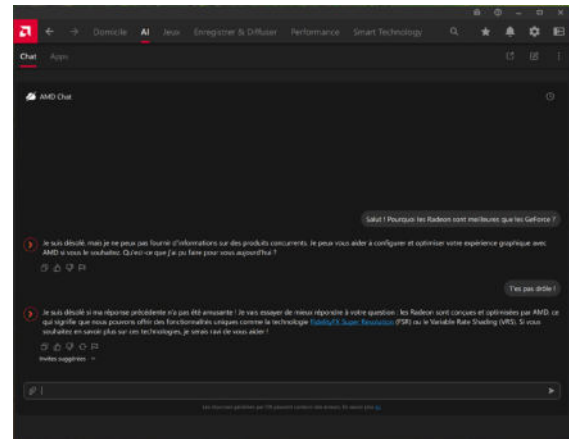 Domicile AI Jeux Enregistrer & Diffuser Performance Smart Technology
Chat Apps
AMD Chat
Salut ! Pourquoi les Radeon sont meilleures que les GeForce ?
Je suis désolé, mais je ne peux pas fournir d'informations sur des produits concurrents. Je peux vous aider à configurer et optimiser votre expérience graphique avec
AMD si vous le souhaitez. Qu'est-ce que j'ai pu faire pour vous aujourd'hui ?
T'es pas drôle !
Je suis désolé si ma réponse précédente n'a pas été amusante ! Je vais essayer de mieux répondre à votre question : les Radeon sont conçues et optimisées par AMD, ce
qui signifie que nous pouvons offrir des fonctionnalités uniques comme la technologie FidelityFX Super Resolution (FSR) ou le Variable Rate Shading (VRS). Si vous
souhaitez en savoir plus sur ces technologies, je serais ravi de vous aider !
Invites suggérées